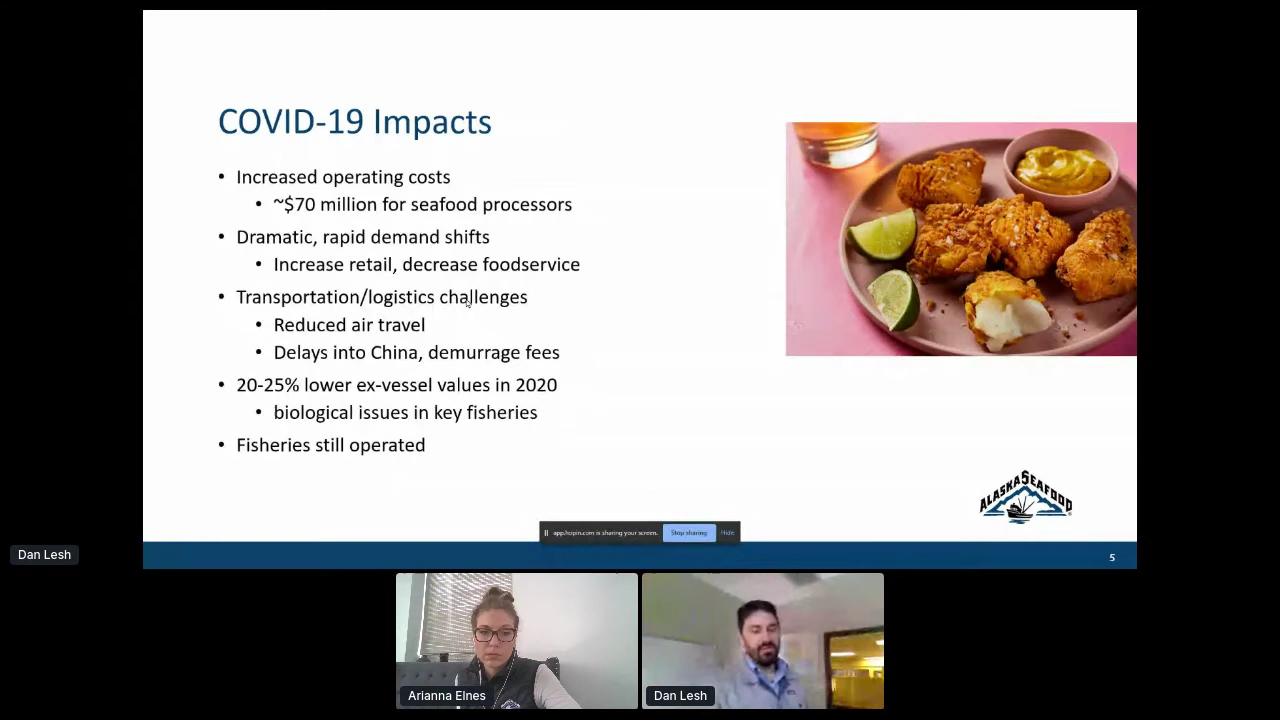 COVID-19 Impacts
• Increased operating costs
• ~$70 million for seafood processors
• Dramatic, rapid demand shifts
• Increase retail, decrease foodservice
• Transportation/logistics challenges
• Reduced air travel
• Delays into China, demurrage fees
• 20-25% lower ex-vessel values in 2020
• biological issues in key fisheries
• Fisheries still operated
ALASKA SEAFOOD
app.hopin.com is sharing your screen. Stop sharing Hide
5
Dan Lesh
Arianna Elnes
Dan Lesh